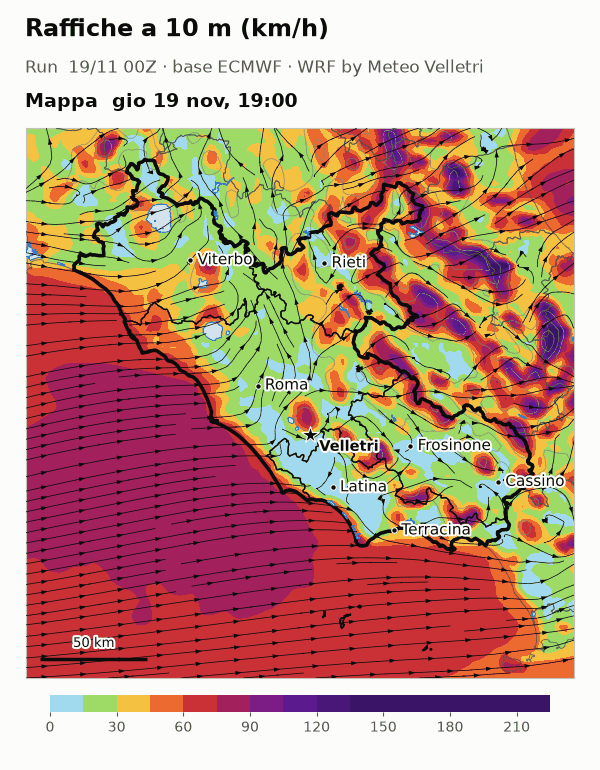 Raffiche a 10 m (km/h)
Run 19/11 00Z · base ECMWF · WRF by Meteo Velletri
Mappa gio 19 nov, 19:00
Viterbo
Rieti
Roma
Velletri
Frosinone
Cassino
Latina
Terracina
50 km
0 30 60 90 120 150 180 210